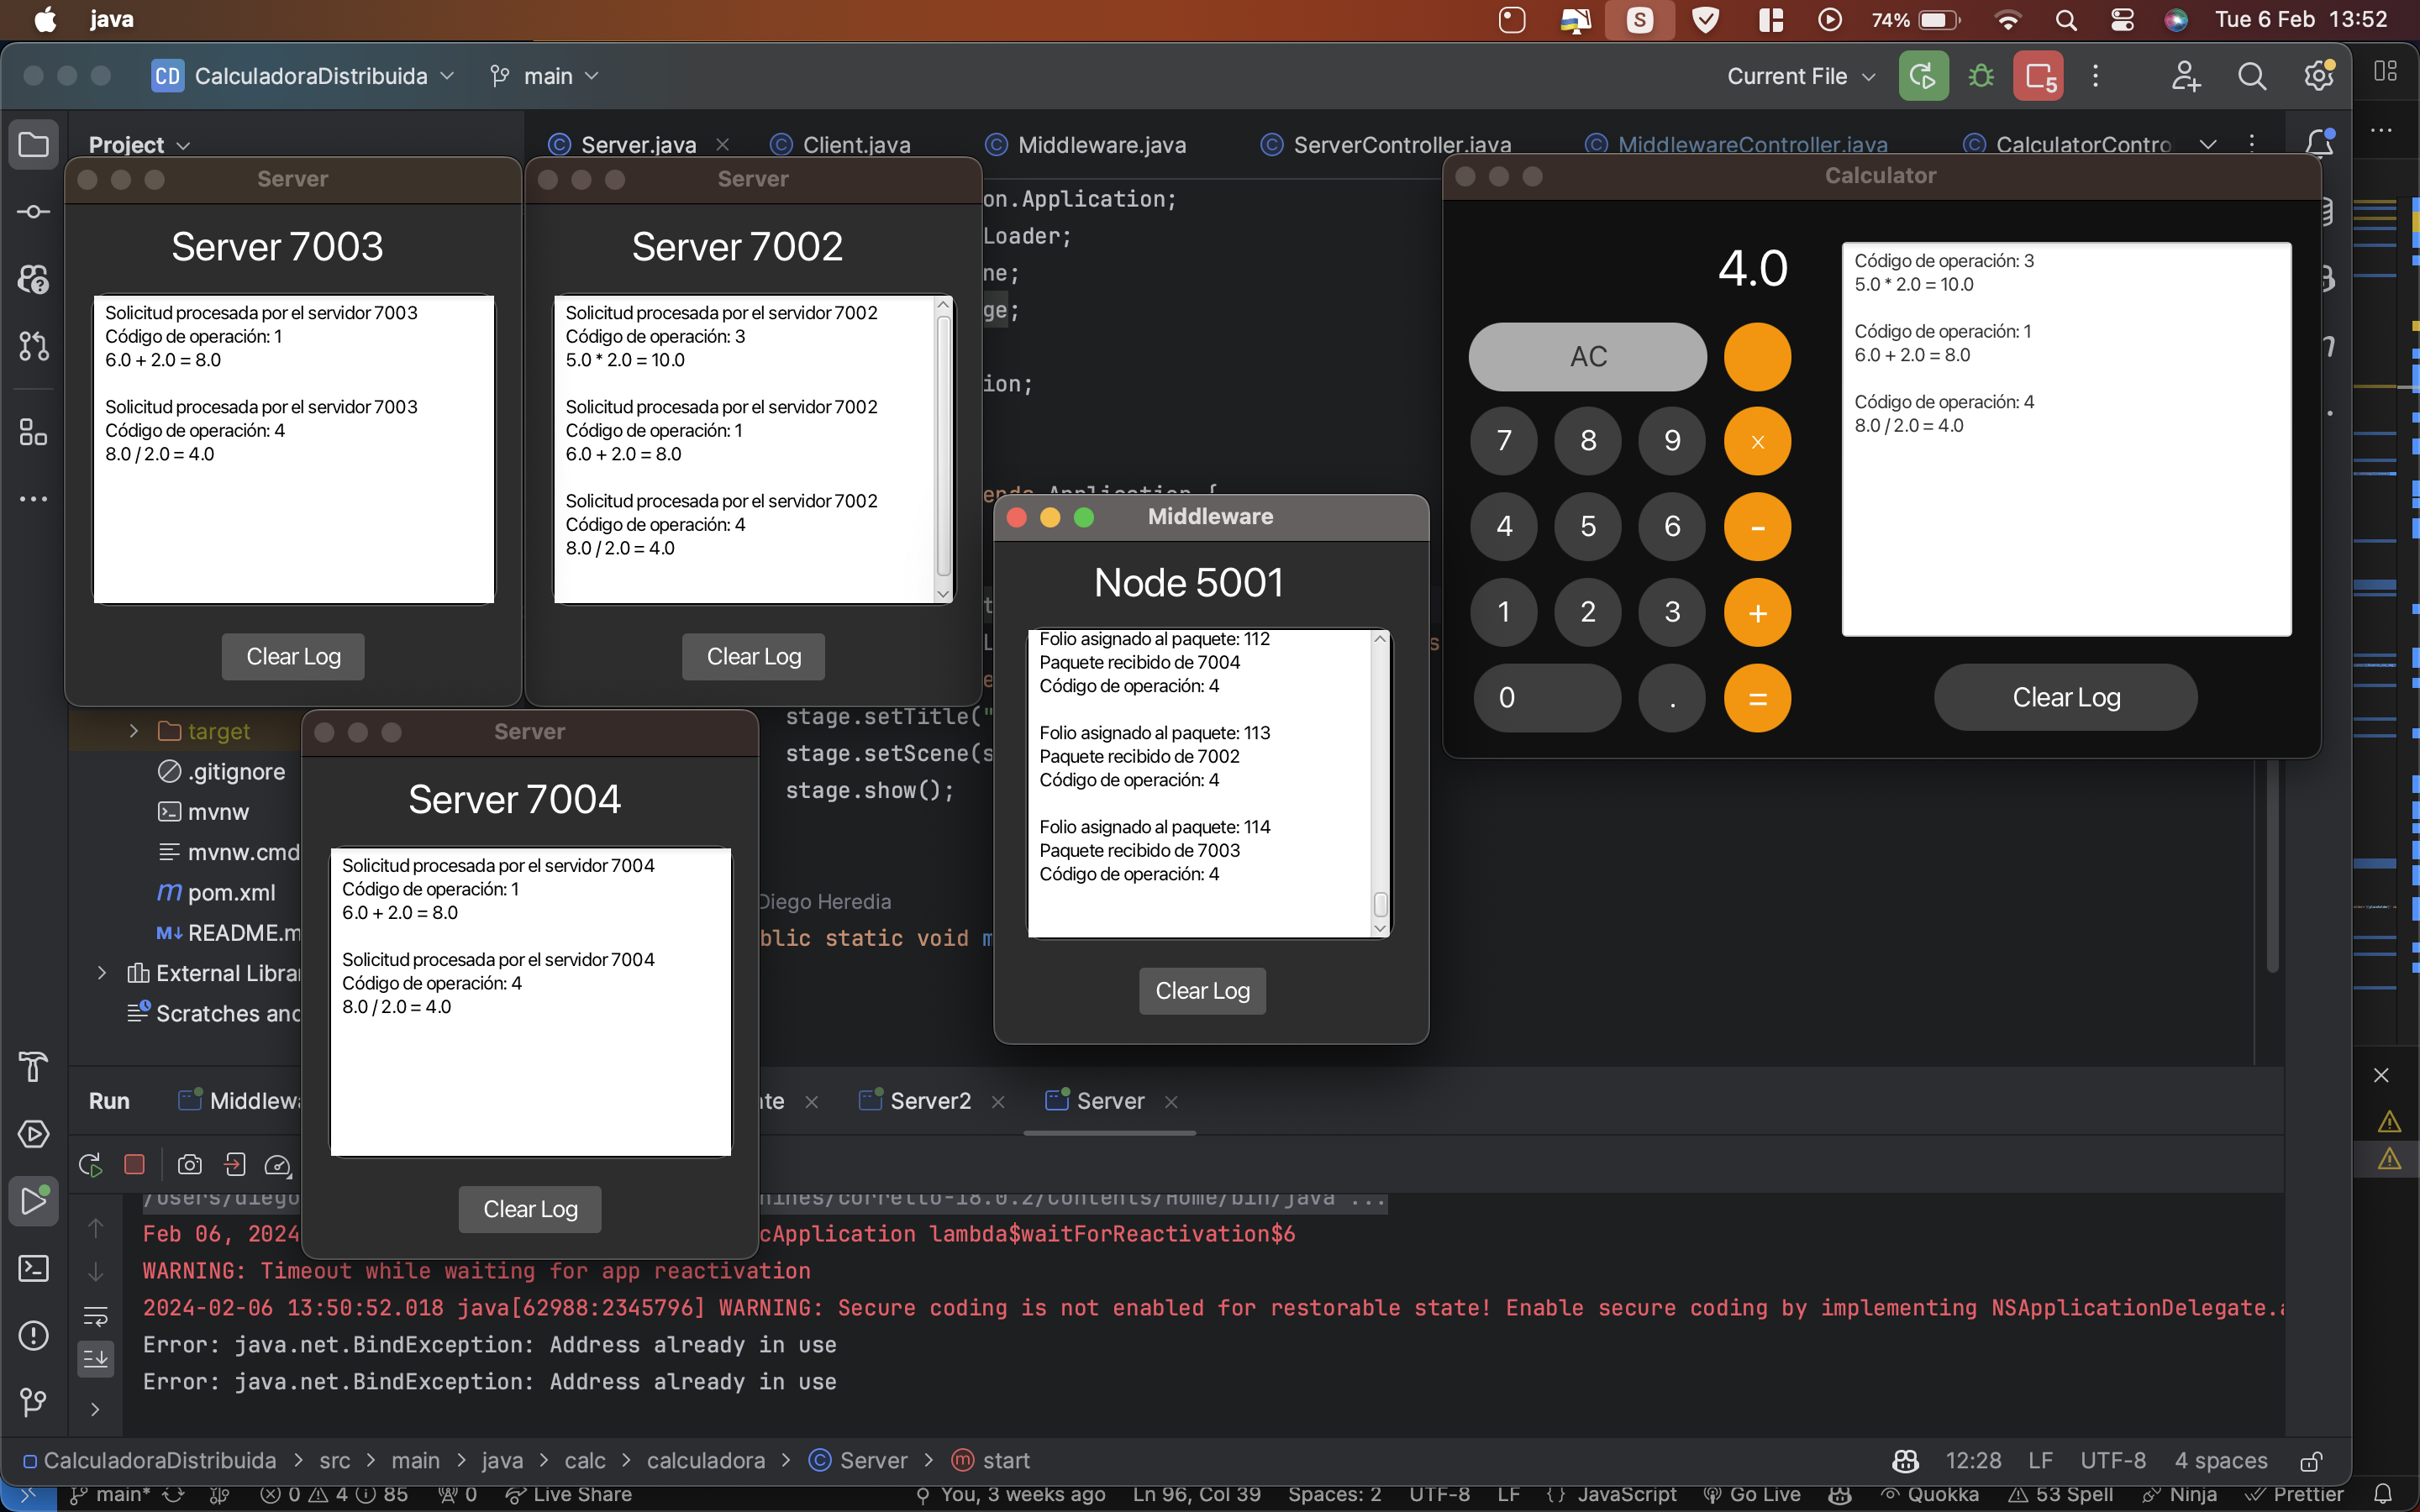 java
74%
Tue 6 Feb 13:52
CD CalculadoraDistribuida
main
Current File
5
Project
Server.java
Client.java
Middleware.java
ServerController.java
MiddlewareController.java
CalculatorContro
Server
Server 7003
Solicitud procesada por el servidor 7003
Código de operación: 1
6.0 + 2.0 = 8.0
Solicitud procesada por el servidor 7003
Código de operación: 4
8.0 / 2.0 = 4.0
Clear Log
Server
Server 7002
Solicitud procesada por el servidor 7002
Código de operación: 3
5.0 * 2.0 = 10.0
Solicitud procesada por el servidor 7002
Código de operación: 1
6.0 + 2.0 = 8.0
Solicitud procesada por el servidor 7002
Código de operación: 4
8.0 / 2.0 = 4.0
Clear Log
on.Application;
Loader;
ne;
ge;
ion;
Application {
Calculator
4.0
AC
7 8 9 ×
4 5 6 -
1 2 3 +
0 . =
Código de operación: 3
5.0 * 2.0 = 10.0
Código de operación: 1
6.0 + 2.0 = 8.0
Código de operación: 4
8.0 / 2.0 = 4.0
Clear Log
Middleware
Node 5001
Folio asignado al paquete: 112
Paquete recibido de 7004
Código de operación: 4
Folio asignado al paquete: 113
Paquete recibido de 7002
Código de operación: 4
Folio asignado al paquete: 114
Paquete recibido de 7003
Código de operación: 4
Clear Log
target
.gitignore
mvnw
mvnw.cmd
pom.xml
README.m
External Librar
Scratches and
stage.setTitle("
stage.setScene(s
stage.show();
Diego Heredia
blic static void m
Server
Server 7004
Solicitud procesada por el servidor 7004
Código de operación: 1
6.0 + 2.0 = 8.0
Solicitud procesada por el servidor 7004
Código de operación: 4
8.0 / 2.0 = 4.0
Clear Log
Run
Middlewa
te
Server2
Server
/Users/diego
hines/corretto-18.0.2/Contents/Home/bin/java ...
Feb 06, 2024
cApplication lambda$waitForReactivation$6
WARNING: Timeout while waiting for app reactivation
2024-02-06 13:50:52.018 java[62988:2345796] WARNING: Secure coding is not enabled for restorable state! Enable secure coding by implementing NSApplicationDelegate.a
Error: java.net.BindException: Address already in use
Error: java.net.BindException: Address already in use
CalculadoraDistribuida > src > main > java > calc > calculadora > Server > start
12:28 LF UTF-8 4 spaces
main* 0 4 85 0 Live Share
You, 3 weeks ago Ln 96, Col 39 Spaces: 2 UTF-8 LF {} JavaScript Go Live Quokka 53 Spell Ninja Prettier